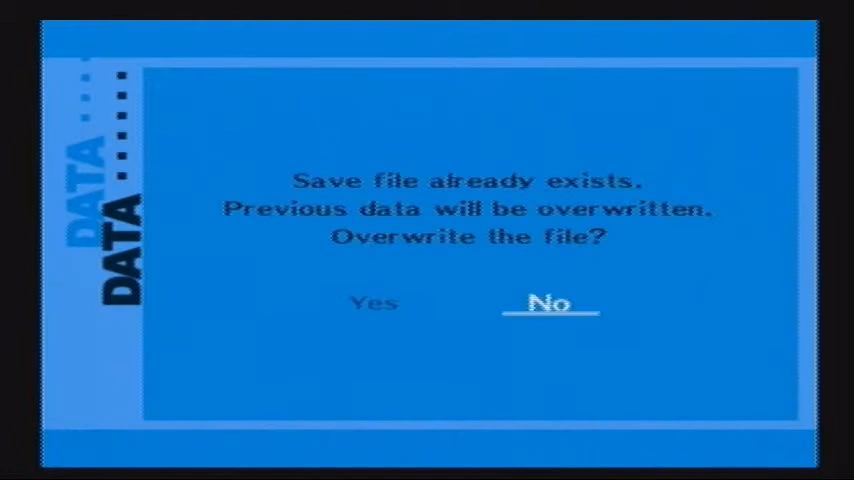 DATA
DATA
Save file already exists.
Previous data will be overwritten.
Overwrite the file?
Yes No